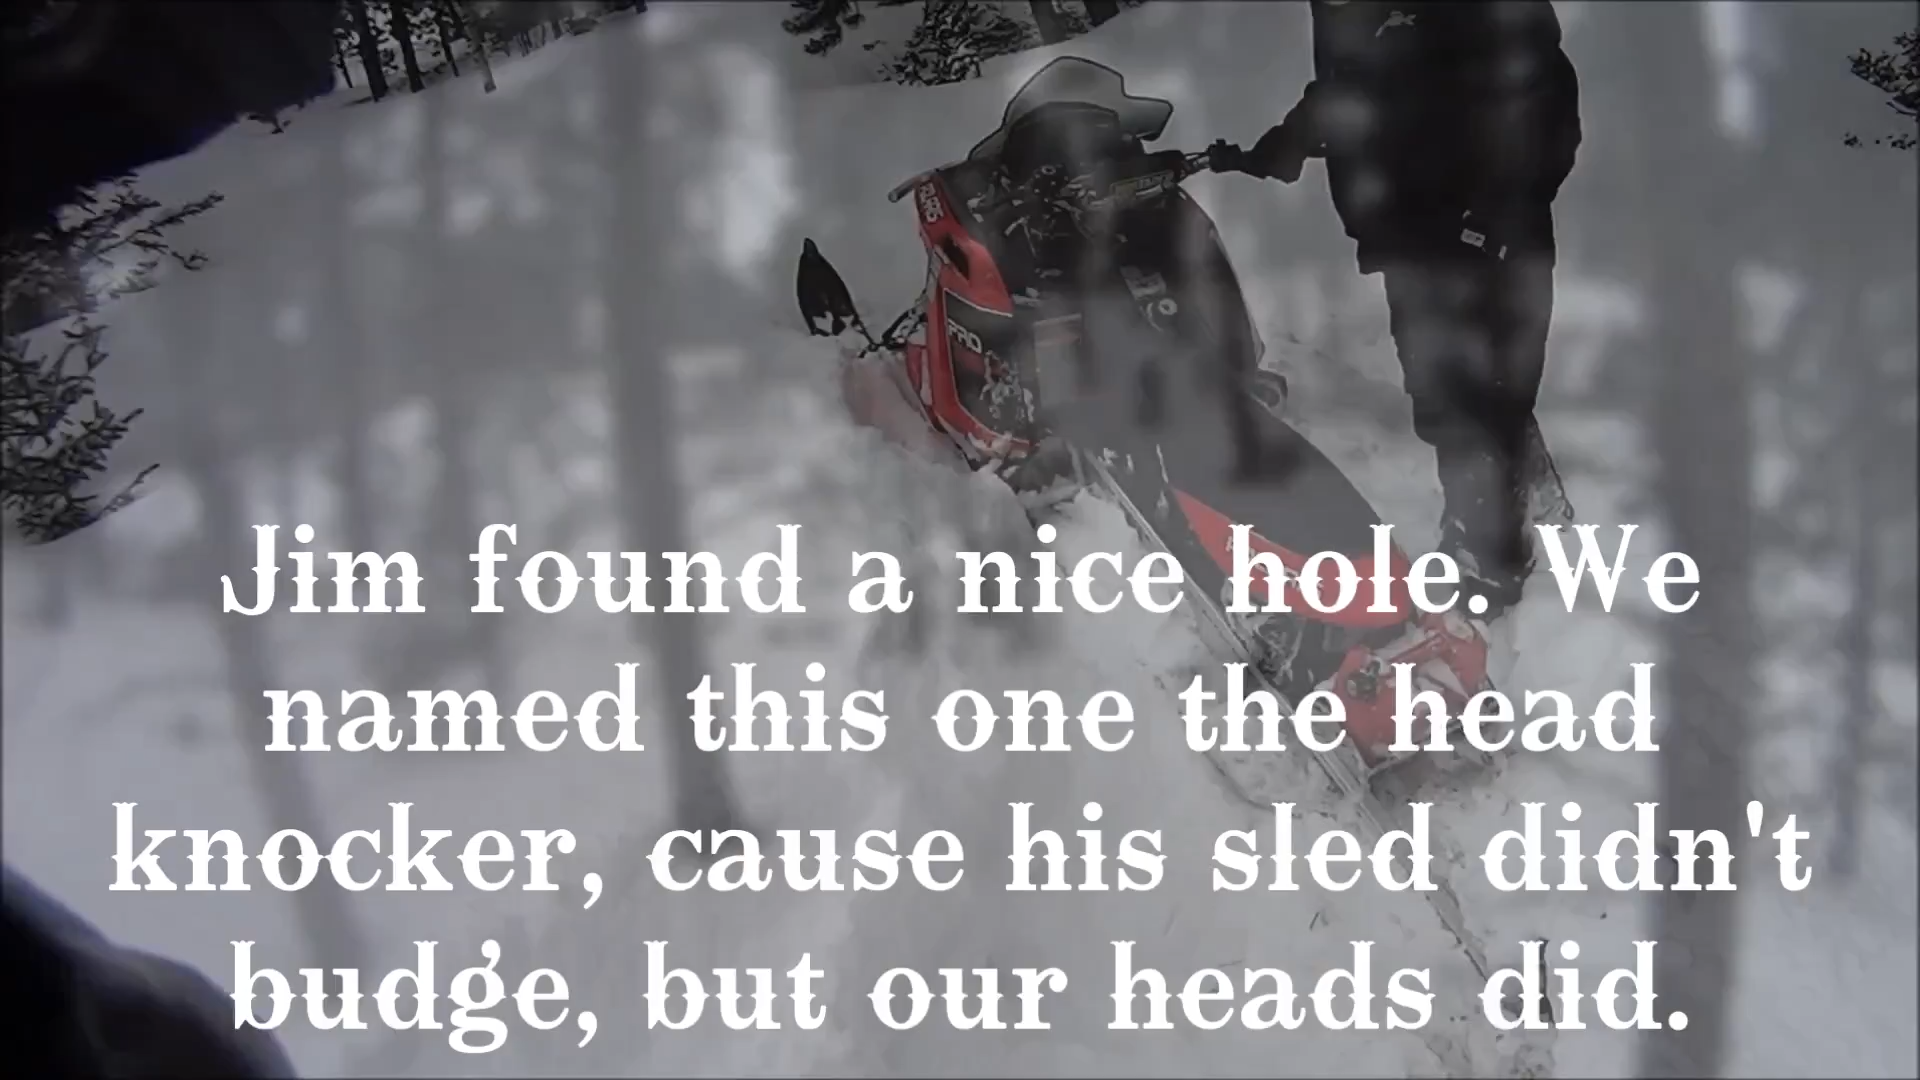 Jim found a nice hole. We
named this one the head
knocker, cause his sled didn't
budge, but our heads did.
PRO